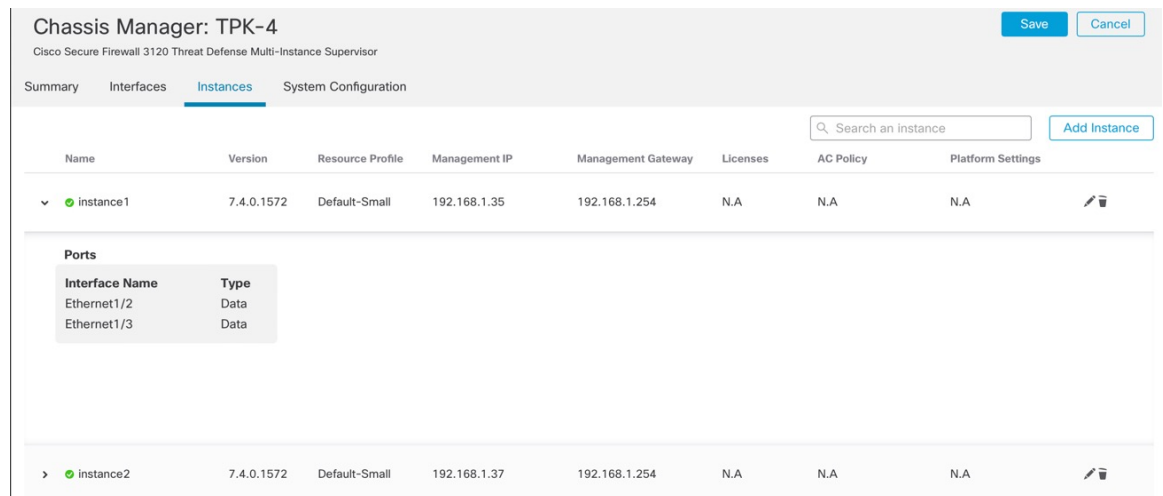 Chassis Manager: TPK-4
Save
Cancel
Cisco Secure Firewall 3120 Threat Defense Multi-Instance Supervisor
Summary Interfaces Instances System Configuration
Search an instance
Add Instance
Name Version Resource Profile Management IP Management Gateway Licenses AC Policy Platform Settings
instance1 7.4.0.1572 Default-Small 192.168.1.35 192.168.1.254 N.A N.A N.A
Ports
Interface Name Type
Ethernet1/2 Data
Ethernet1/3 Data
instance2 7.4.0.1572 Default-Small 192.168.1.37 192.168.1.254 N.A N.A N.A